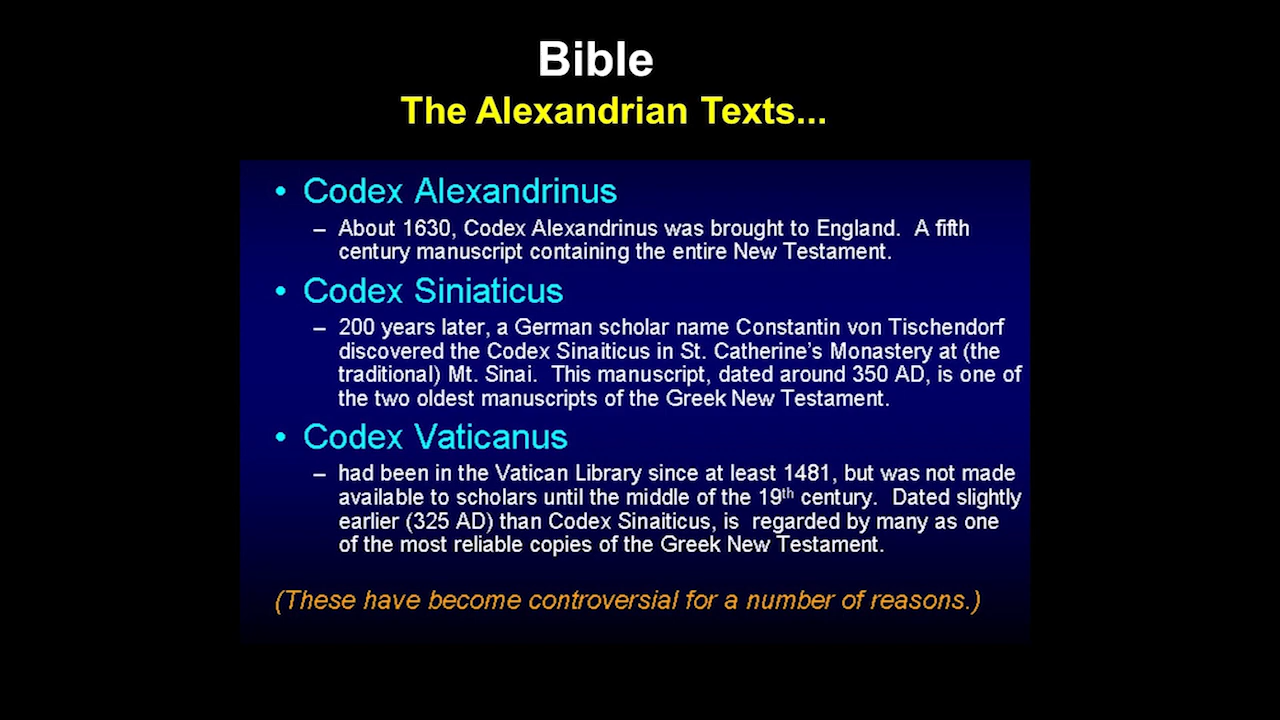 Bible
The Alexandrian Texts...
• Codex Alexandrinus
– About 1630, Codex Alexandrinus was brought to England. A fifth
century manuscript containing the entire New Testament.
• Codex Siniaticus
– 200 years later, a German scholar name Constantin von Tischendorf
discovered the Codex Sinaiticus in St. Catherine's Monastery at (the
traditional) Mt. Sinai. This manuscript, dated around 350 AD, is one of
the two oldest manuscripts of the Greek New Testament.
• Codex Vaticanus
– had been in the Vatican Library since at least 1481, but was not made
available to scholars until the middle of the 19th century. Dated slightly
earlier (325 AD) than Codex Sinaiticus, is regarded by many as one
of the most reliable copies of the Greek New Testament.
(These have become controversial for a number of reasons.)